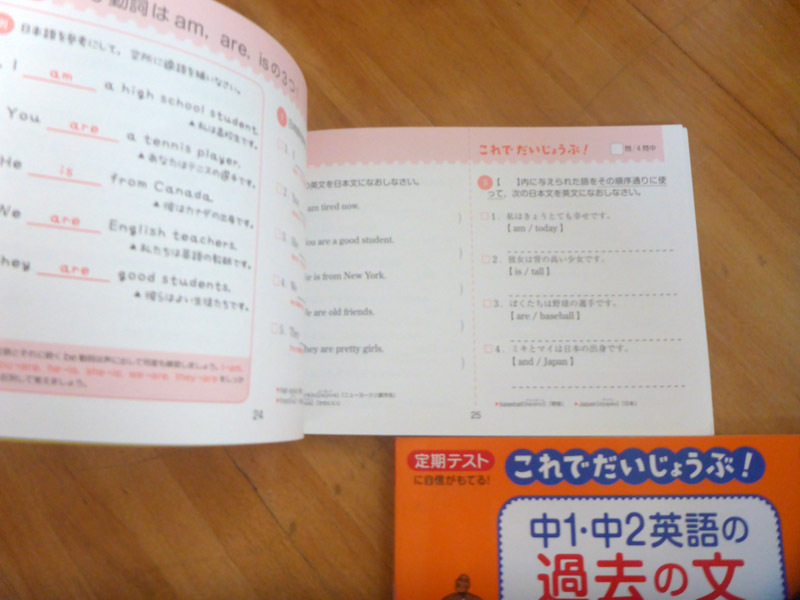 動詞は am, are, isの3つ
日本語を参考にして, 空所に適語を補いなさい。
I am a high school student.
▲私は高校生です。
You are a tennis player.
▲あなたはテニスの選手です。
He is from Canada.
▲彼はカナダの出身です。
We are English teachers.
▲私たちは英語の教師です。
They are good students.
▲彼らはよい生徒たちです。
24
英文を日本文になおしなさい。
am tired now.
You are a good student.
He is from New York.
We are old friends.
5. They are pretty girls.
25
これで だいじょうぶ! 問/4問中
【 】内に与えられた語をその順序通りに使
って, 次の日本文を英文になおしなさい。
1. 私はきょうとても幸せです。
【am / today】
2. 彼女は背の高い少女です。
【is / tall】
3. ぼくたちは野球の選手です。
【are / baseball】
4. ミキとマイは日本の出身です。
【and / Japan】
定期テスト
に自信がもてる!
これでだいじょうぶ!
中1・中2英語の
過去の文